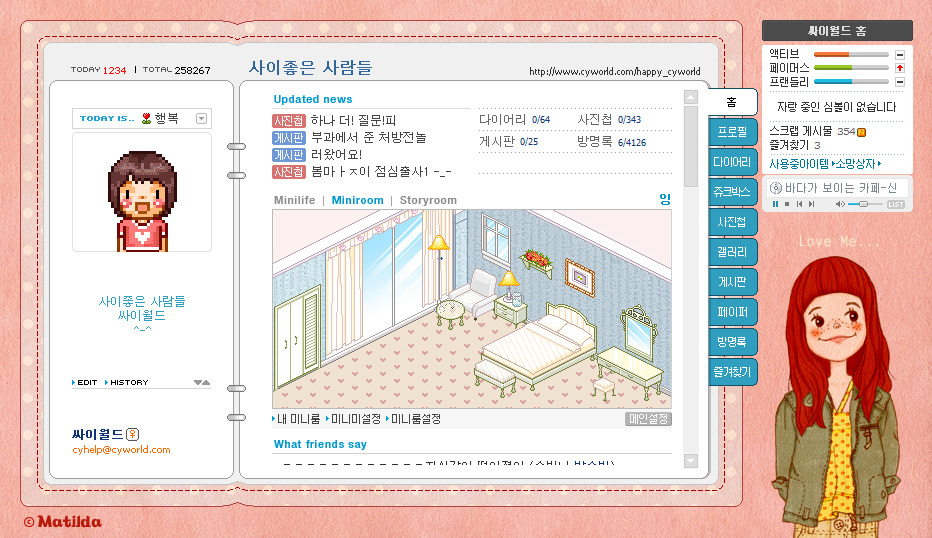 TODAY 1234 | TOTAL 258267
사이좋은 사람들
http://www.cyworld.com/happy_cyworld
TODAY IS.. 행복
사이좋은 사람들
싸이월드
^-^
EDIT HISTORY
싸이월드
cyhelp@cyworld.com
Updated news
사진첩 하나 더! 질문!피
게시판 부과에서 준 처방전놀
게시판 러왔어요!
사진첩 봄마ㅏㅈ이 점심출사1 -_-
다이어리 0/64 사진첩 0/343
게시판 0/25 방명록 6/4126
Minilife | Miniroom | Storyroom
잉
내 미니룸 미니미설정 미니룸설정 메인설정
What friends say
홈
프로필
다이어리
쥬크박스
사진첩
갤러리
게시판
페이퍼
방명록
즐겨찾기
싸이월드 홈
액티브
페이머스
프랜들리
자랑 중인 심볼이 없습니다
스크랩 게시물 354
즐겨찾기 3
사용중아이템 소망상자
바다가 보이는 카페-신
LIST
Love Me...
© Matilda